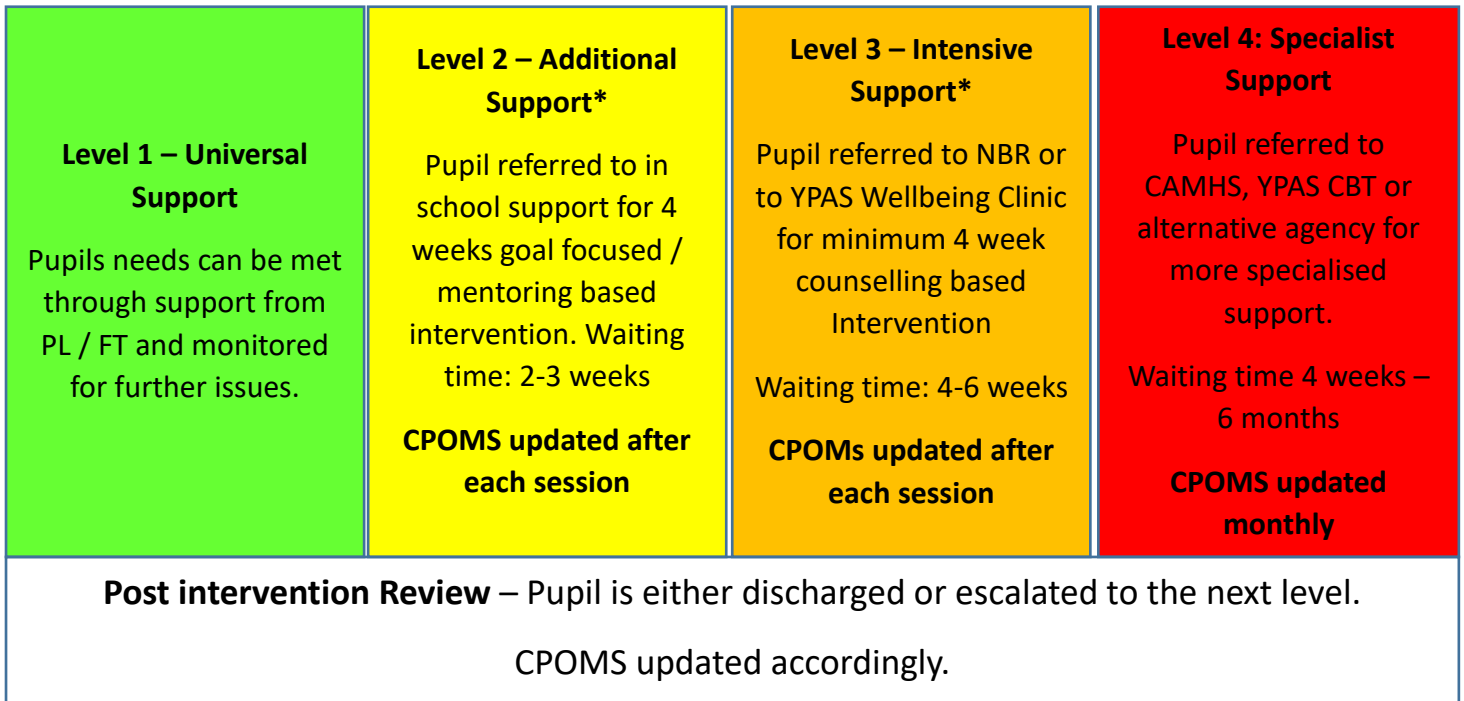 Level 1 – Universal
Support
Pupils needs can be met
through support from
PL / FT and monitored
for further issues.
Level 2 – Additional
Support*
Pupil referred to in
school support for 4
weeks goal focused /
mentoring based
intervention. Waiting
time: 2-3 weeks
CPOMS updated after
each session
Level 3 – Intensive
Support*
Pupil referred to NBR or
to YPAS Wellbeing Clinic
for minimum 4 week
counselling based
Intervention
Waiting time: 4-6 weeks
CPOMs updated after
each session
Level 4: Specialist
Support
Pupil referred to
CAMHS, YPAS CBT or
alternative agency for
more specialised
support.
Waiting time 4 weeks –
6 months
CPOMS updated
monthly
Post intervention Review – Pupil is either discharged or escalated to the next level.
CPOMS updated accordingly.